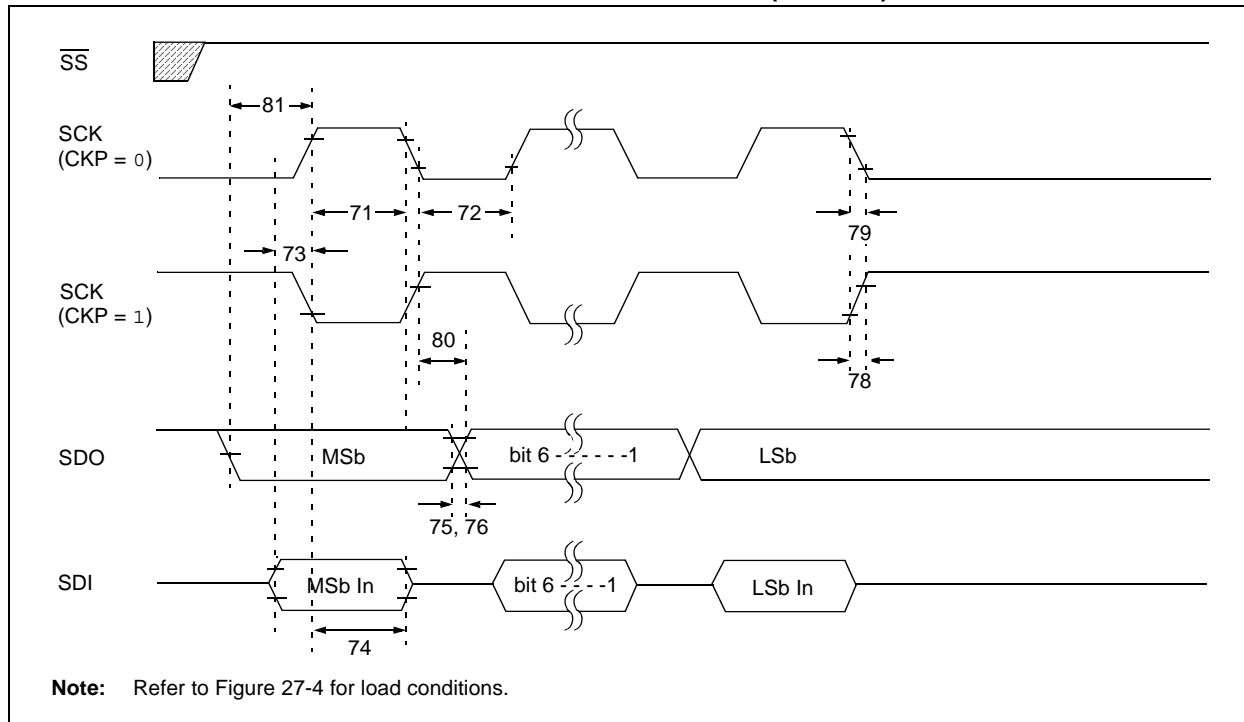 SS
81
SCK
(CKP = 0)
71
72
79
73
SCK
(CKP = 1)
80
78
SDO
MSb
bit 6 - - - - - -1
LSb
75, 76
SDI
MSb In
bit 6 - - - -1
LSb In
74
Note: Refer to Figure 27-4 for load conditions.